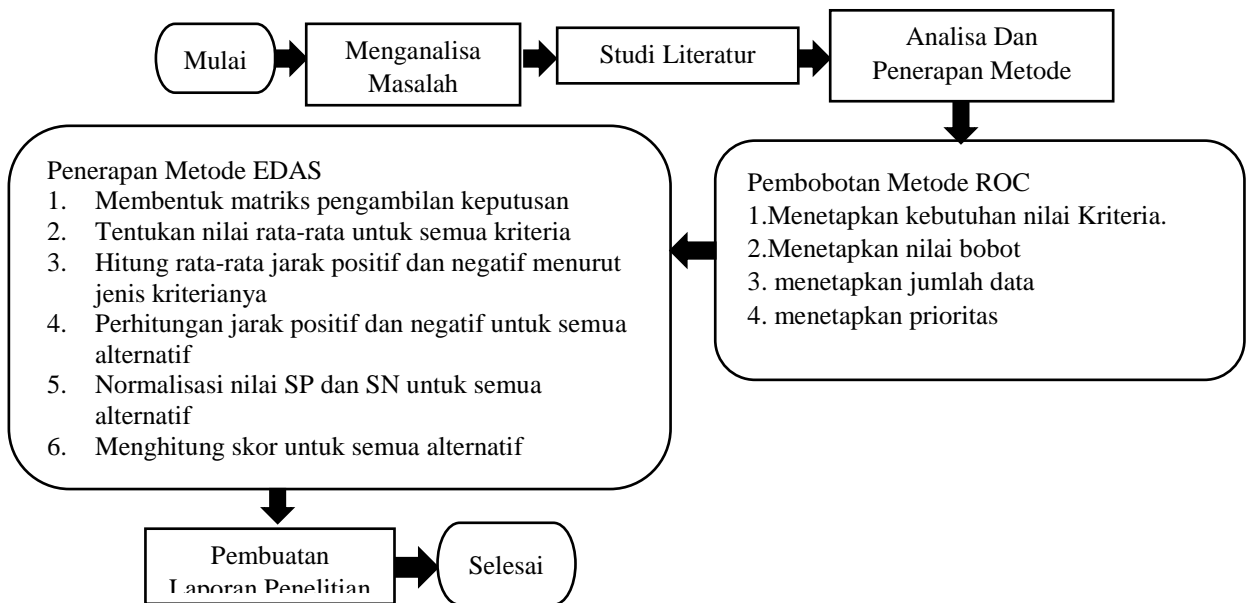 Mulai
Menganalisa
Masalah
Studi Literatur
Analisa Dan
Penerapan Metode
Pembobotan Metode ROC
1.Menetapkan kebutuhan nilai Kriteria.
2.Menetapkan nilai bobot
3. menetapkan jumlah data
4. menetapkan prioritas
Penerapan Metode EDAS
1. Membentuk matriks pengambilan keputusan
2. Tentukan nilai rata-rata untuk semua kriteria
3. Hitung rata-rata jarak positif dan negatif menurut
jenis kriterianya
4. Perhitungan jarak positif dan negatif untuk semua
alternatif
5. Normalisasi nilai SP dan SN untuk semua
alternatif
6. Menghitung skor untuk semua alternatif
Pembuatan
Laporan Penelitian
Selesai